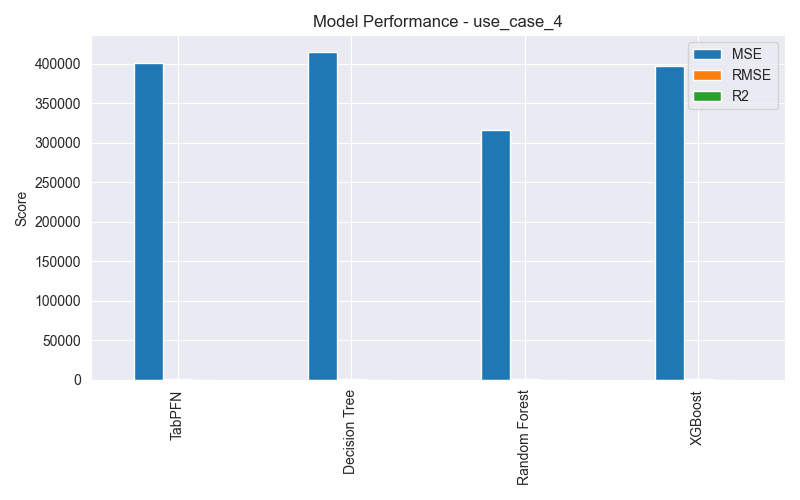 Model Performance - use_case_4
MSE
RMSE
R2
Score
400000
350000
300000
250000
200000
150000
100000
50000
0
TabPFN
Decision Tree
Random Forest
XGBoost